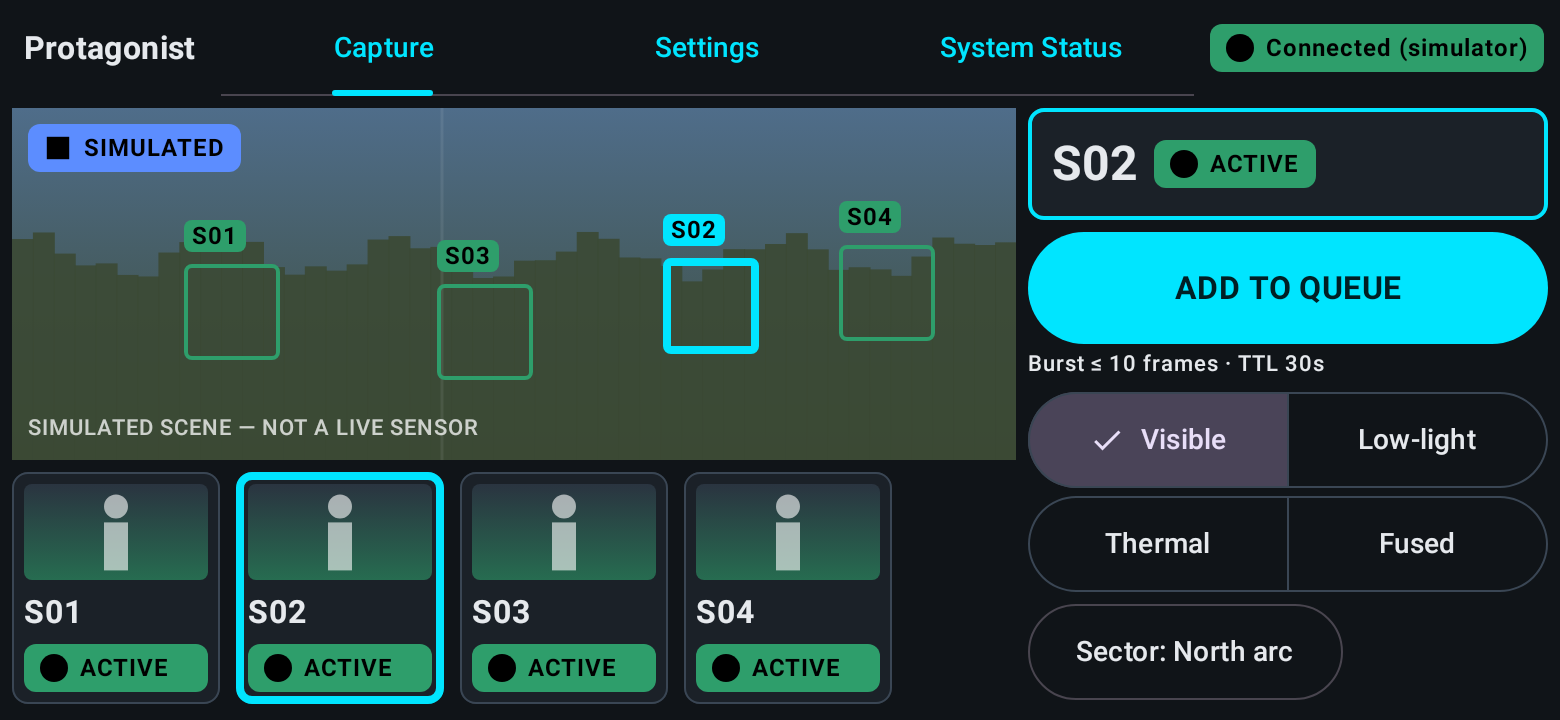 Protagonist
Capture
Settings
System Status
Connected (simulator)
SIMULATED
S01
S03
S02
S04
SIMULATED SCENE — NOT A LIVE SENSOR
S02
ACTIVE
ADD TO QUEUE
Burst ≤ 10 frames · TTL 30s
Visible
Low-light
Thermal
Fused
Sector: North arc
S01
ACTIVE
S02
ACTIVE
S03
ACTIVE
S04
ACTIVE